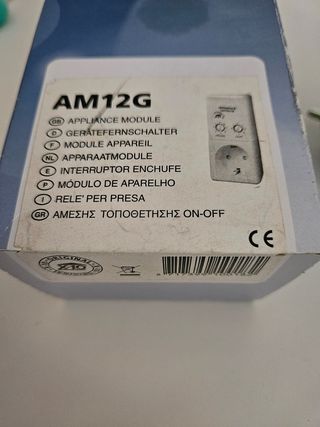 AM12G
GB APPLIANCE MODULE
D GERÄTEFERNSCHALTER
F MODULE APPAREIL
NL APPARAATMODULE
E INTERRUPTOR ENCHUFE
P MÓDULO DE APARELHO
I RELE' PER PRESA
GR ΑΜΕΣΗΣ ΤΟΠΟΘΕΤΗΣΗΣ ON-OFF
CE
ORIGINAL